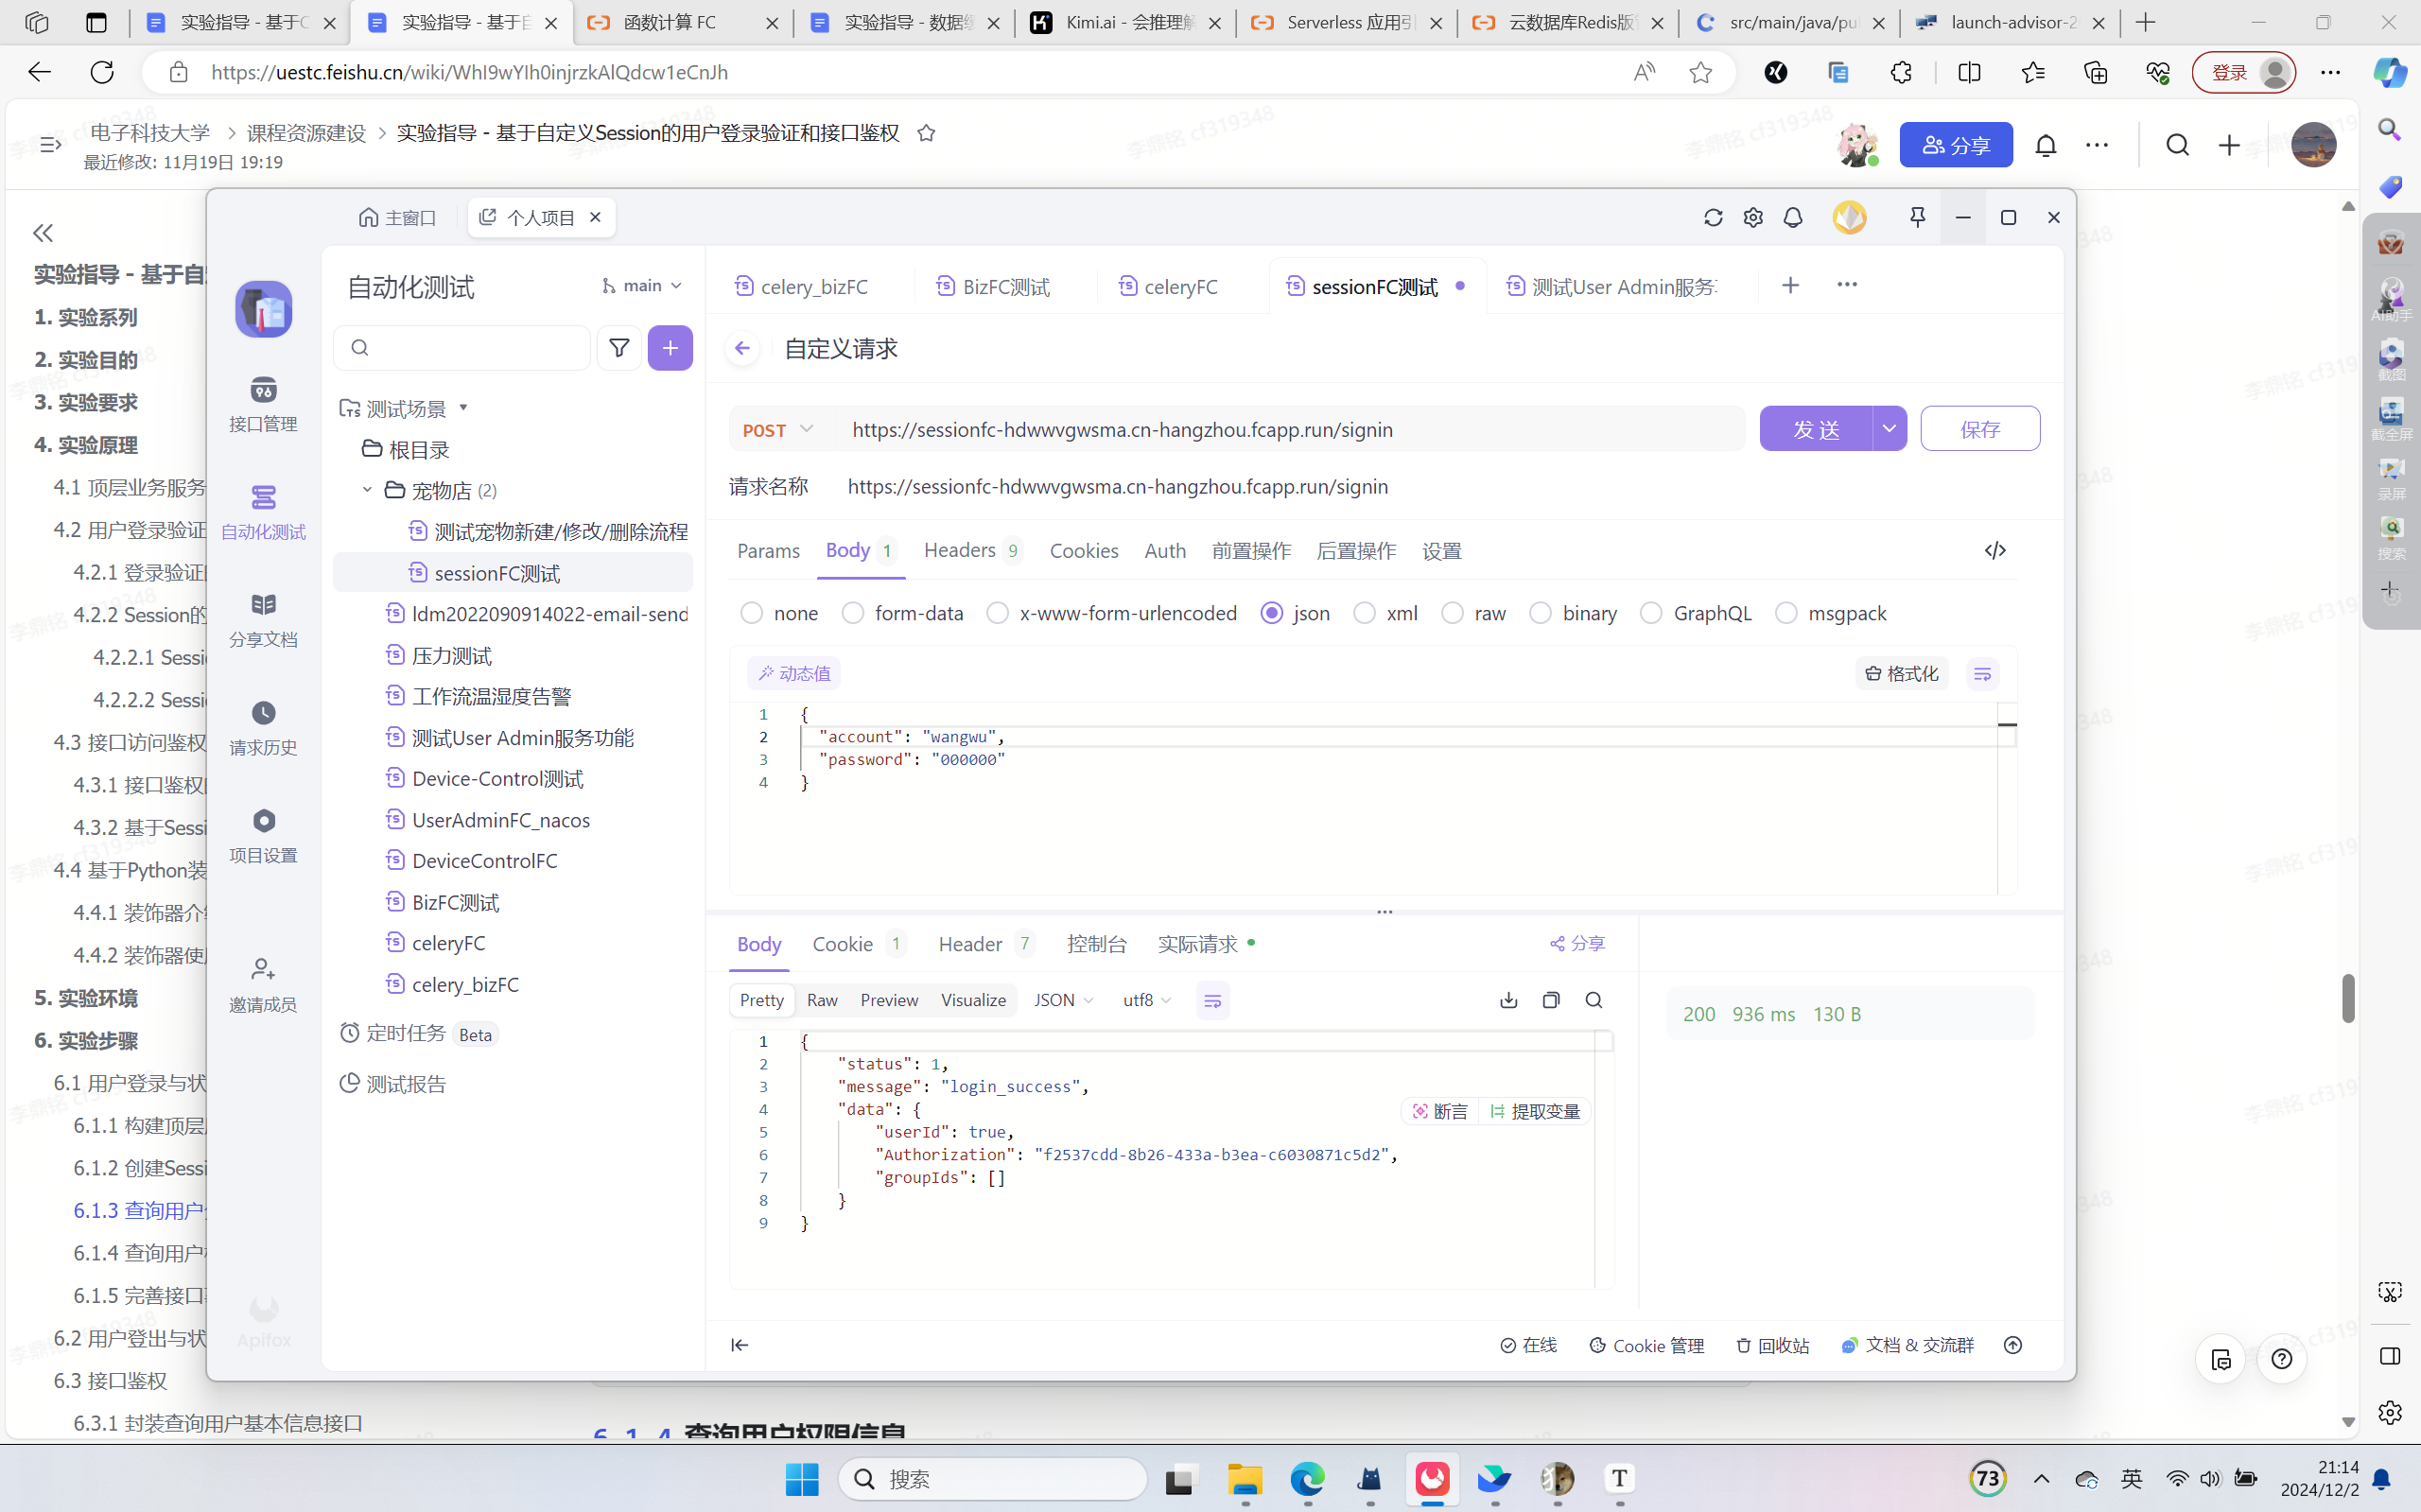 实验指导 - 基于C
实验指导 - 基于自
函数计算 FC
实验指导 - 数据缓
Kimi.ai - 会推理解
Serverless 应用引
云数据库Redis版
src/main/java/pu
launch-advisor-2
https://uestc.feishu.cn/wiki/WhI9wYIh0injrzkAlQdcw1eCnJh
登录
电子科技大学 > 课程资源建设 > 实验指导 - 基于自定义Session的用户登录验证和接口鉴权
最近修改: 11月19日 19:19
分享
李鼎铭 cf319348
实验指导 - 基于自
1. 实验系列
2. 实验目的
3. 实验要求
4. 实验原理
4.1 顶层业务服务
4.2 用户登录验证
4.2.1 登录验证
4.2.2 Session的
4.2.2.1 Sessi
4.2.2.2 Sessi
4.3 接口访问鉴权
4.3.1 接口鉴权
4.3.2 基于Sessi
4.4 基于Python装
4.4.1 装饰器介
4.4.2 装饰器使
5. 实验环境
6. 实验步骤
6.1 用户登录与状
6.1.1 构建顶层
6.1.2 创建Sessi
6.1.3 查询用户
6.1.4 查询用户
6.1.5 完善接口
6.2 用户登出与状
6.3 接口鉴权
6.3.1 封装查询用户基本信息接口
主窗口
个人项目
接口管理
自动化测试
分享文档
请求历史
项目设置
邀请成员
Apifox
自动化测试
main
测试场景
根目录
宠物店 (2)
测试宠物新建/修改/删除流程
sessionFC测试
ldm2022090914022-email-send
压力测试
工作流温湿度告警
测试User Admin服务功能
Device-Control测试
UserAdminFC_nacos
DeviceControlFC
BizFC测试
celeryFC
celery_bizFC
定时任务 Beta
测试报告
celery_bizFC
BizFC测试
celeryFC
sessionFC测试
测试User Admin服务
自定义请求
POST https://sessionfc-hdwwvgwsma.cn-hangzhou.fcapp.run/signin
发 送
保存
请求名称 https://sessionfc-hdwwvgwsma.cn-hangzhou.fcapp.run/signin
Params Body 1 Headers 9 Cookies Auth 前置操作 后置操作 设置
none form-data x-www-form-urlencoded json xml raw binary GraphQL msgpack
动态值
格式化
1 {
2 "account": "wangwu",
3 "password": "000000"
4 }
Body Cookie 1 Header 7 控制台 实际请求
分享
Pretty Raw Preview Visualize JSON utf8
200 936 ms 130 B
1 {
2 "status": 1,
3 "message": "login_success",
4 "data": {
断言 提取变量
5 "userId": true,
6 "Authorization": "f2537cdd-8b26-433a-b3ea-c6030871c5d2",
7 "groupIds": []
8 }
9 }
在线 Cookie 管理 回收站 文档 & 交流群
6.1.4 查询用户权限信息
AI助手
截图
截全屏
录屏
搜索
搜索
73
英
21:14
2024/12/2